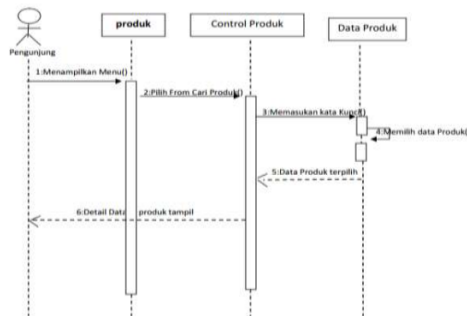 produk
Control Produk
Data Produk
Pengunjung
1:Menampilkan Menu()
2:Pilih From Cari Produk()
3:Memasukan kata Kunci()
4:Memilih data Produk()
5:Data Produk terpilih
6:Detail Data produk tampil